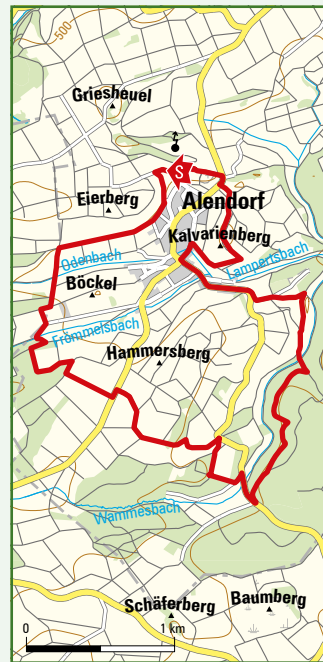 500
Griesheuel
S
Eierberg
Alendorf
Kalvarienberg
Odenbach
Lampertsbach
Böckel
Frömmelsbach
Hammersberg
Wammesbach
Schäferberg
Baumberg
0 1 km